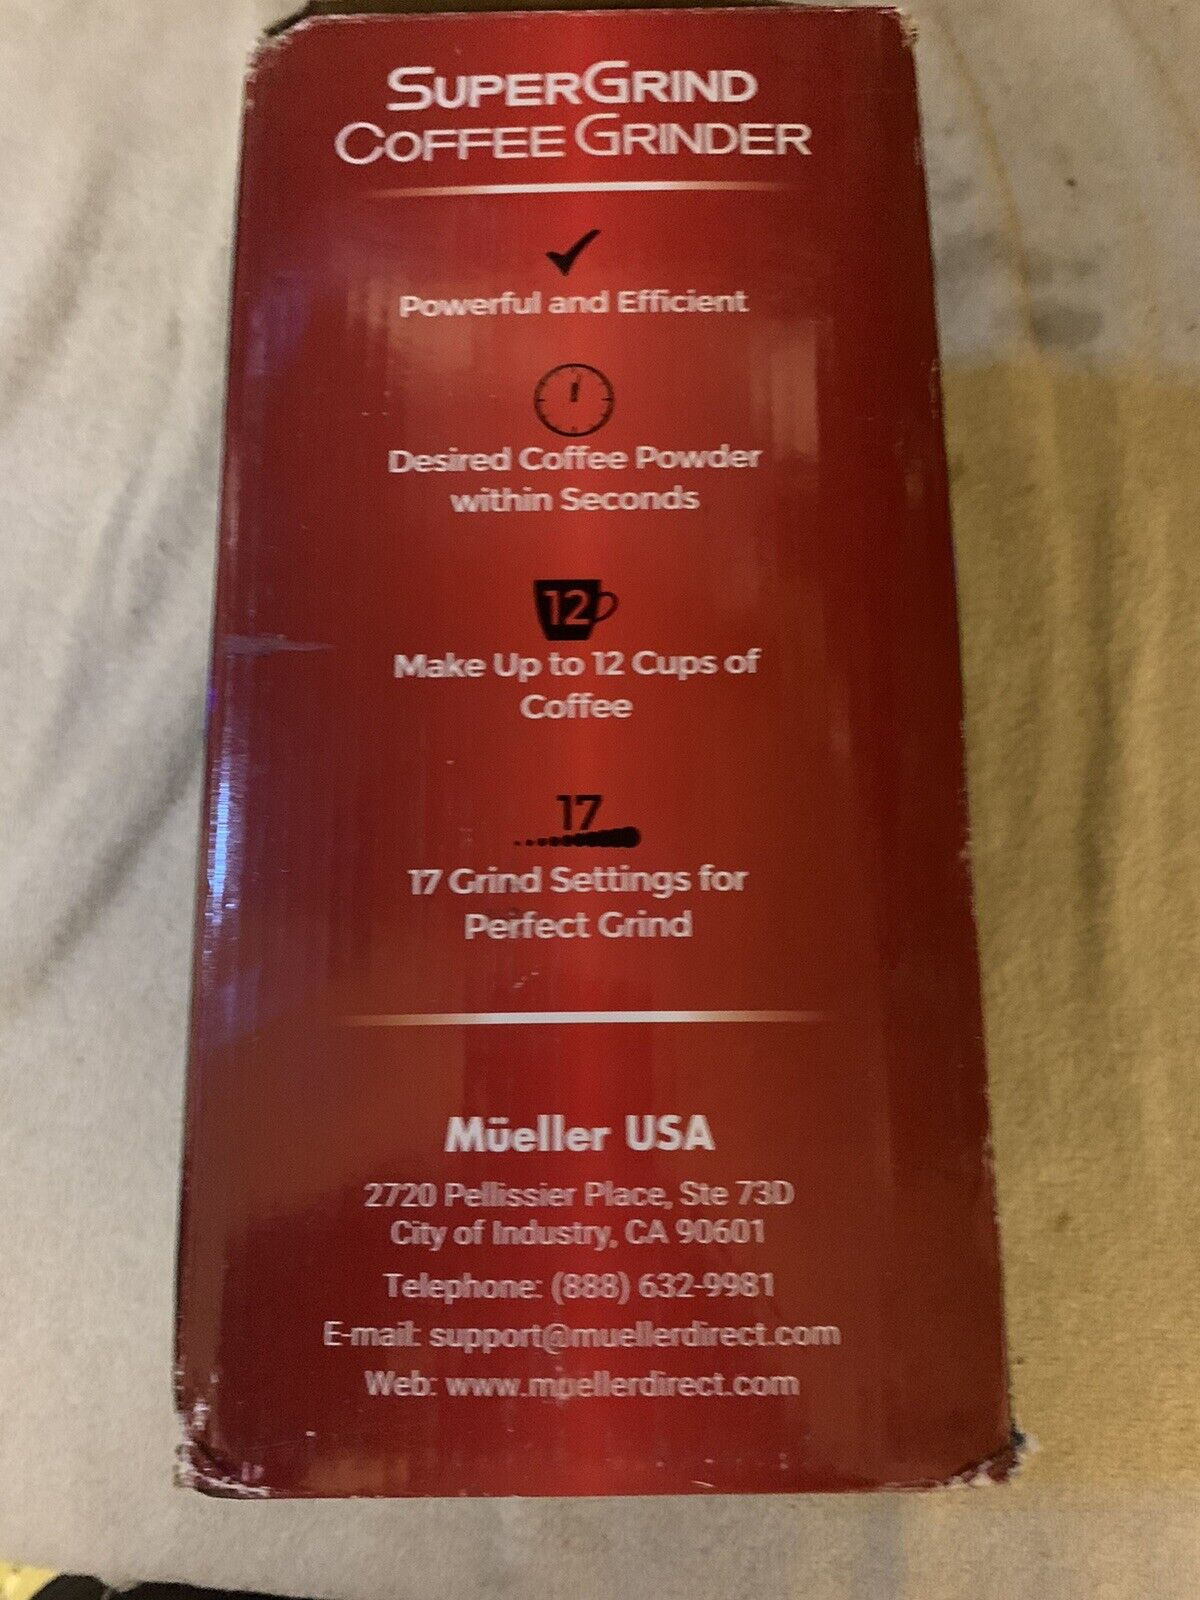 SUPERGRIND
COFFEE GRINDER
Powerful and Efficient
Desired Coffee Powder
within Seconds
12
Make Up to 12 Cups of
Coffee
17
17 Grind Settings for
Perfect Grind
Müeller USA
2720 Pellissier Place, Ste 73D
City of Industry, CA 90601
Telephone: (888) 632-9981
E-mail: support@muellerdirect.com
Web: www.muellerdirect.com